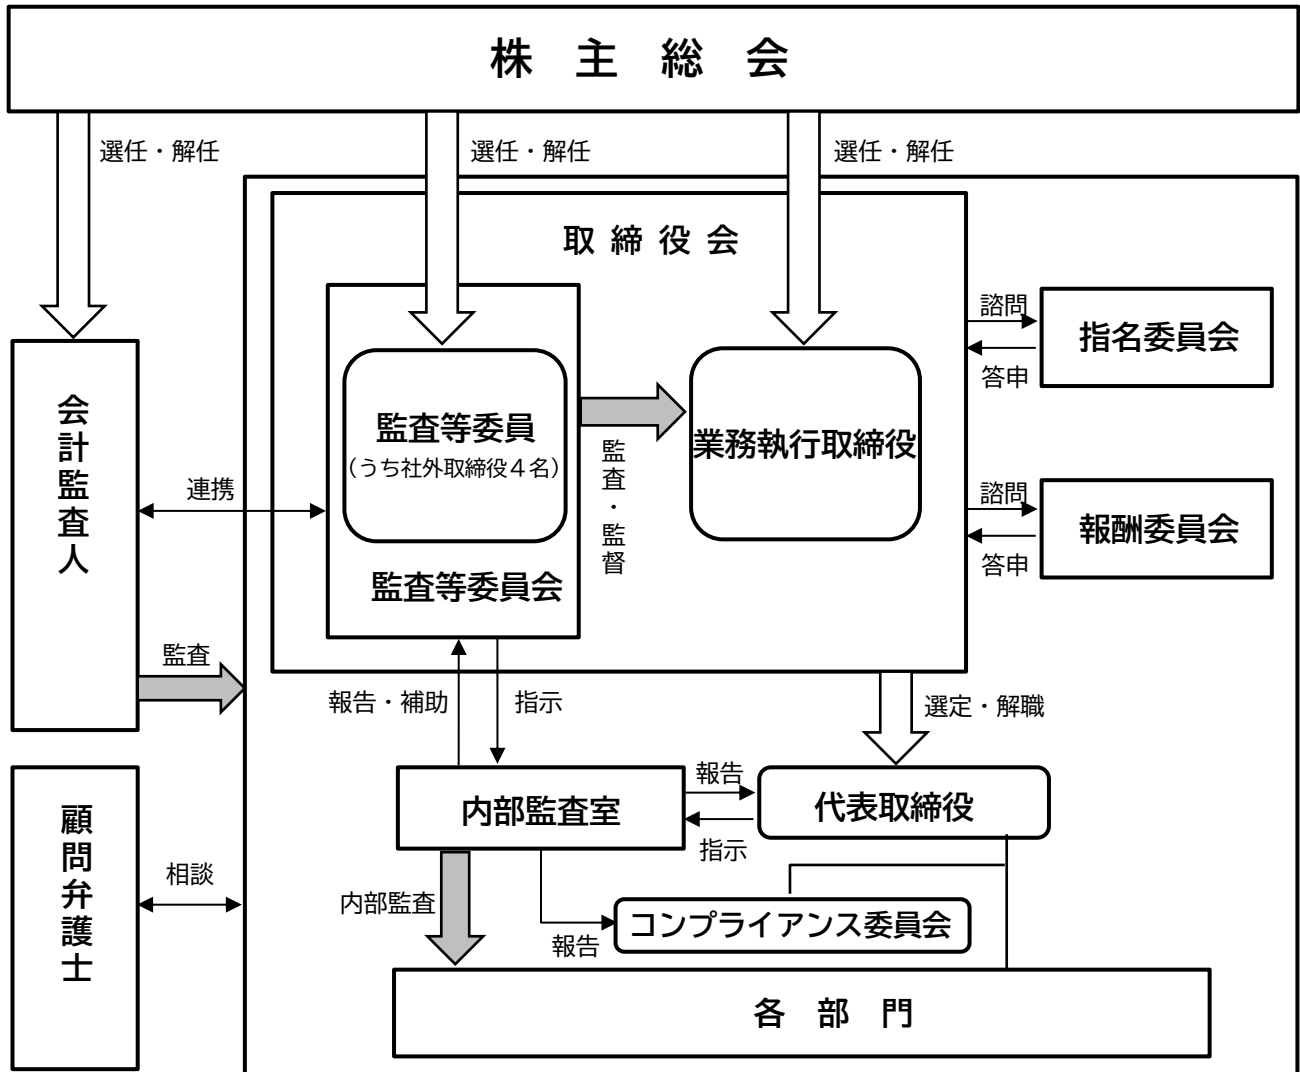 株 主 総 会
選任・解任
選任・解任
選任・解任
取 締 役 会
諮問
指名委員会
答申
会計監査人
監査等委員
（うち社外取締役４名）
監査・監督
業務執行取締役
連携
諮問
報酬委員会
答申
監査等委員会
監査
報告・補助
指示
選定・解職
顧問弁護士
内部監査室
報告
代表取締役
指示
相談
内部監査
報告
コンプライアンス委員会
各 部 門